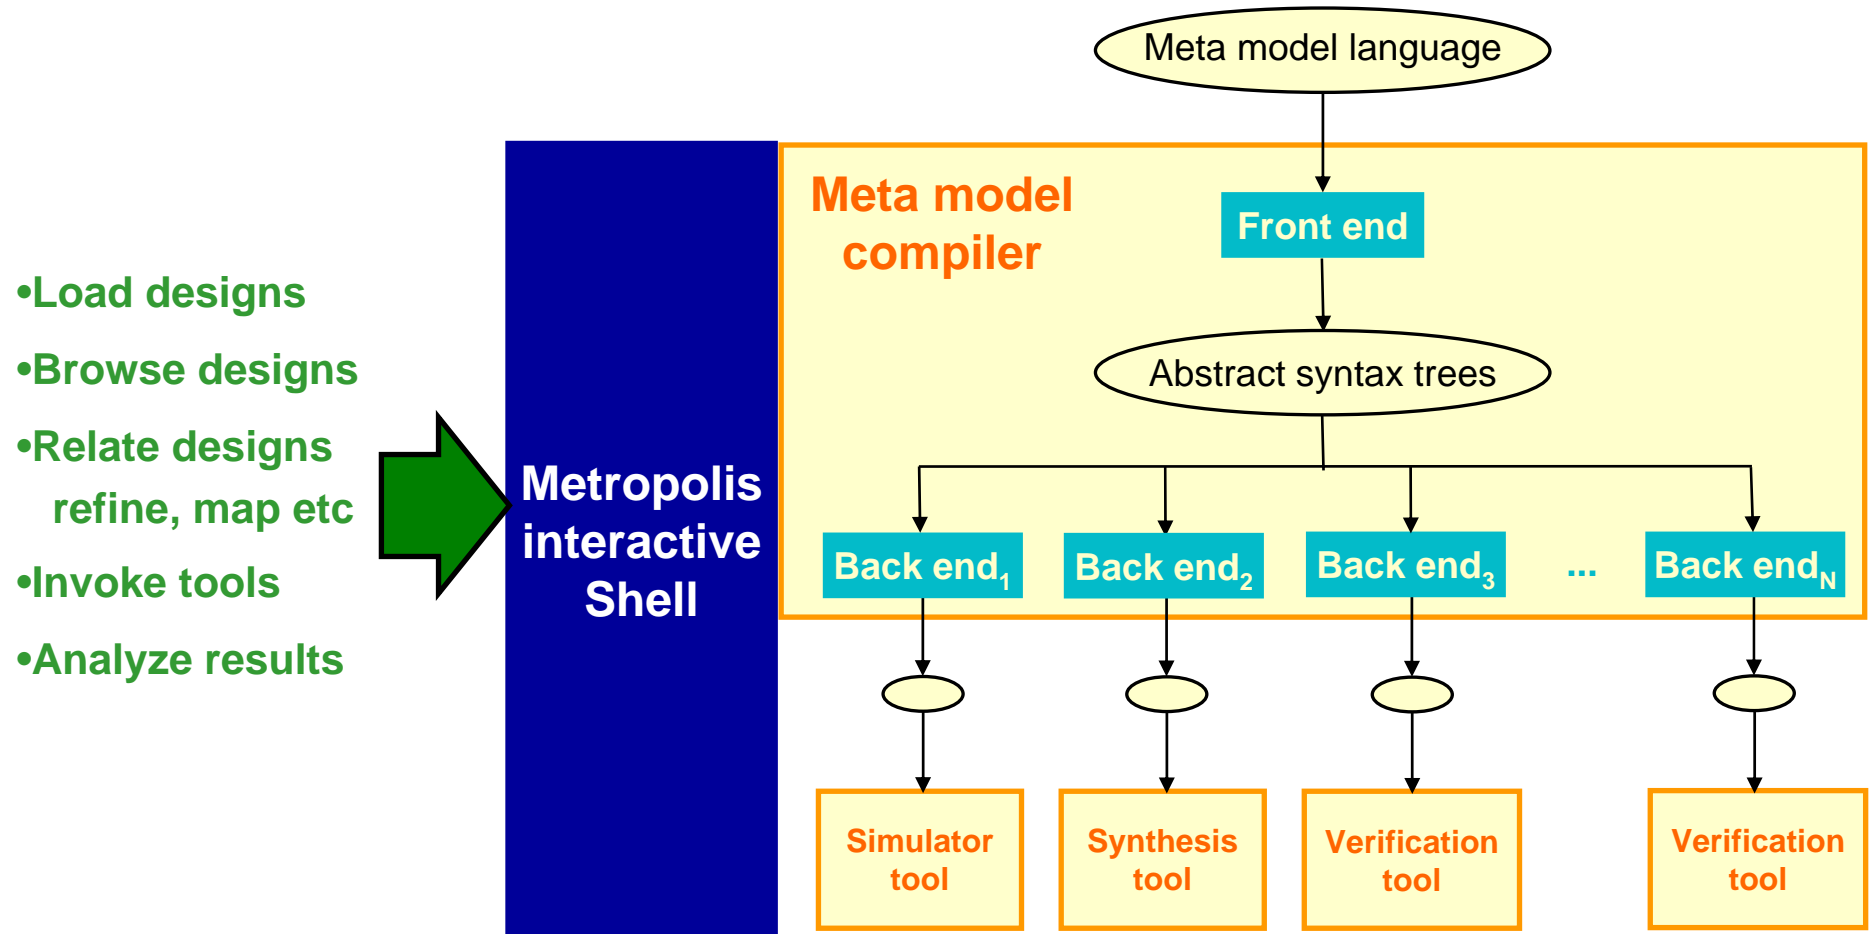 Meta model language
Meta model
compiler
Front end
Abstract syntax trees
•Load designs
•Browse designs
•Relate designs
refine, map etc
•Invoke tools
•Analyze results
Metropolis
interactive
Shell
Back end1
Back end2
Back end3
...
Back endN
Simulator
tool
Synthesis
tool
Verification
tool
Verification
tool